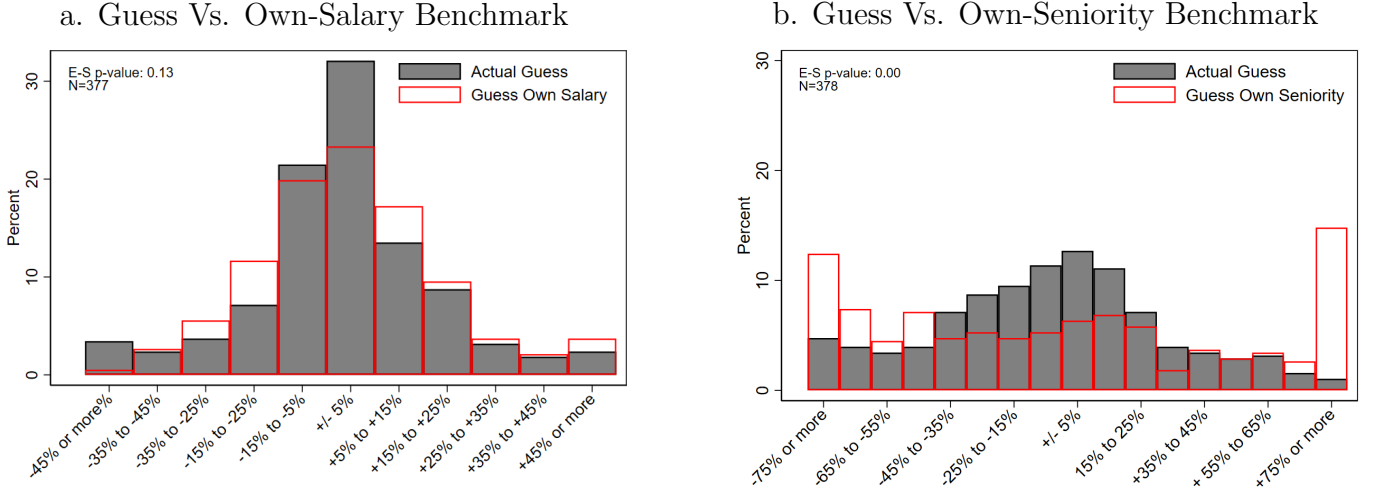 a. Guess Vs. Own-Salary Benchmark
E-S p-value: 0.13
N=377
Actual Guess
Guess Own Salary
Percent
30
20
10
0
-45% or more%
-35% to -45%
-35% to -25%
-15% to -25%
-15% to -5%
+/- 5%
+5% to +15%
+15% to +25%
+25% to +35%
+35% to +45%
+45% or more
b. Guess Vs. Own-Seniority Benchmark
E-S p-value: 0.00
N=378
Actual Guess
Guess Own Seniority
Percent
30
20
10
0
-75% or more
-65% to -55%
-45% to -35%
-25% to -15%
+/- 5%
15% to 25%
+35% to 45%
+ 55% to 65%
+75% or more